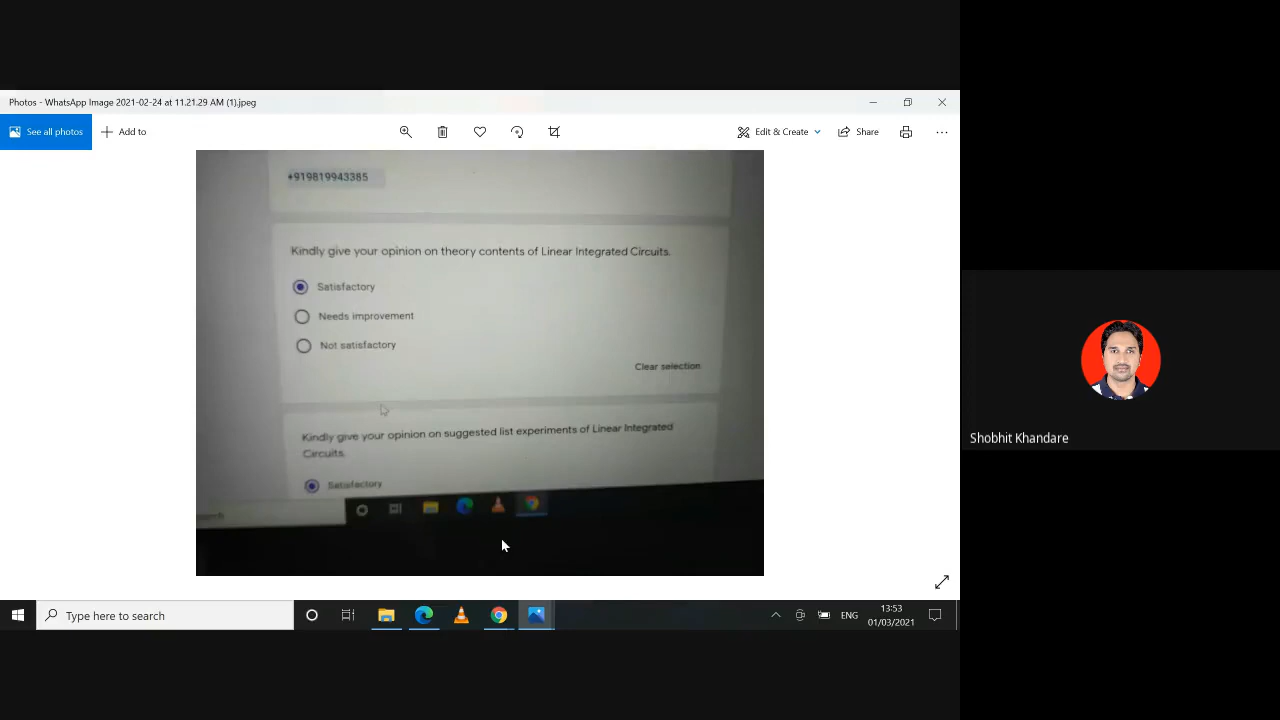 Photos - WhatsApp Image 2021-02-24 at 11.21.29 AM (1).jpeg
See all photos
Add to
Edit & Create
Share
+919819943385
Kindly give your opinion on theory contents of Linear Integrated Circuits.
Satisfactory
Needs improvement
Not satisfactory
Clear selection
Kindly give your opinion on suggested list experiments of Linear Integrated
Circuits.
Satisfactory
Shobhit Khandare
Type here to search
ENG
13:53
01/03/2021